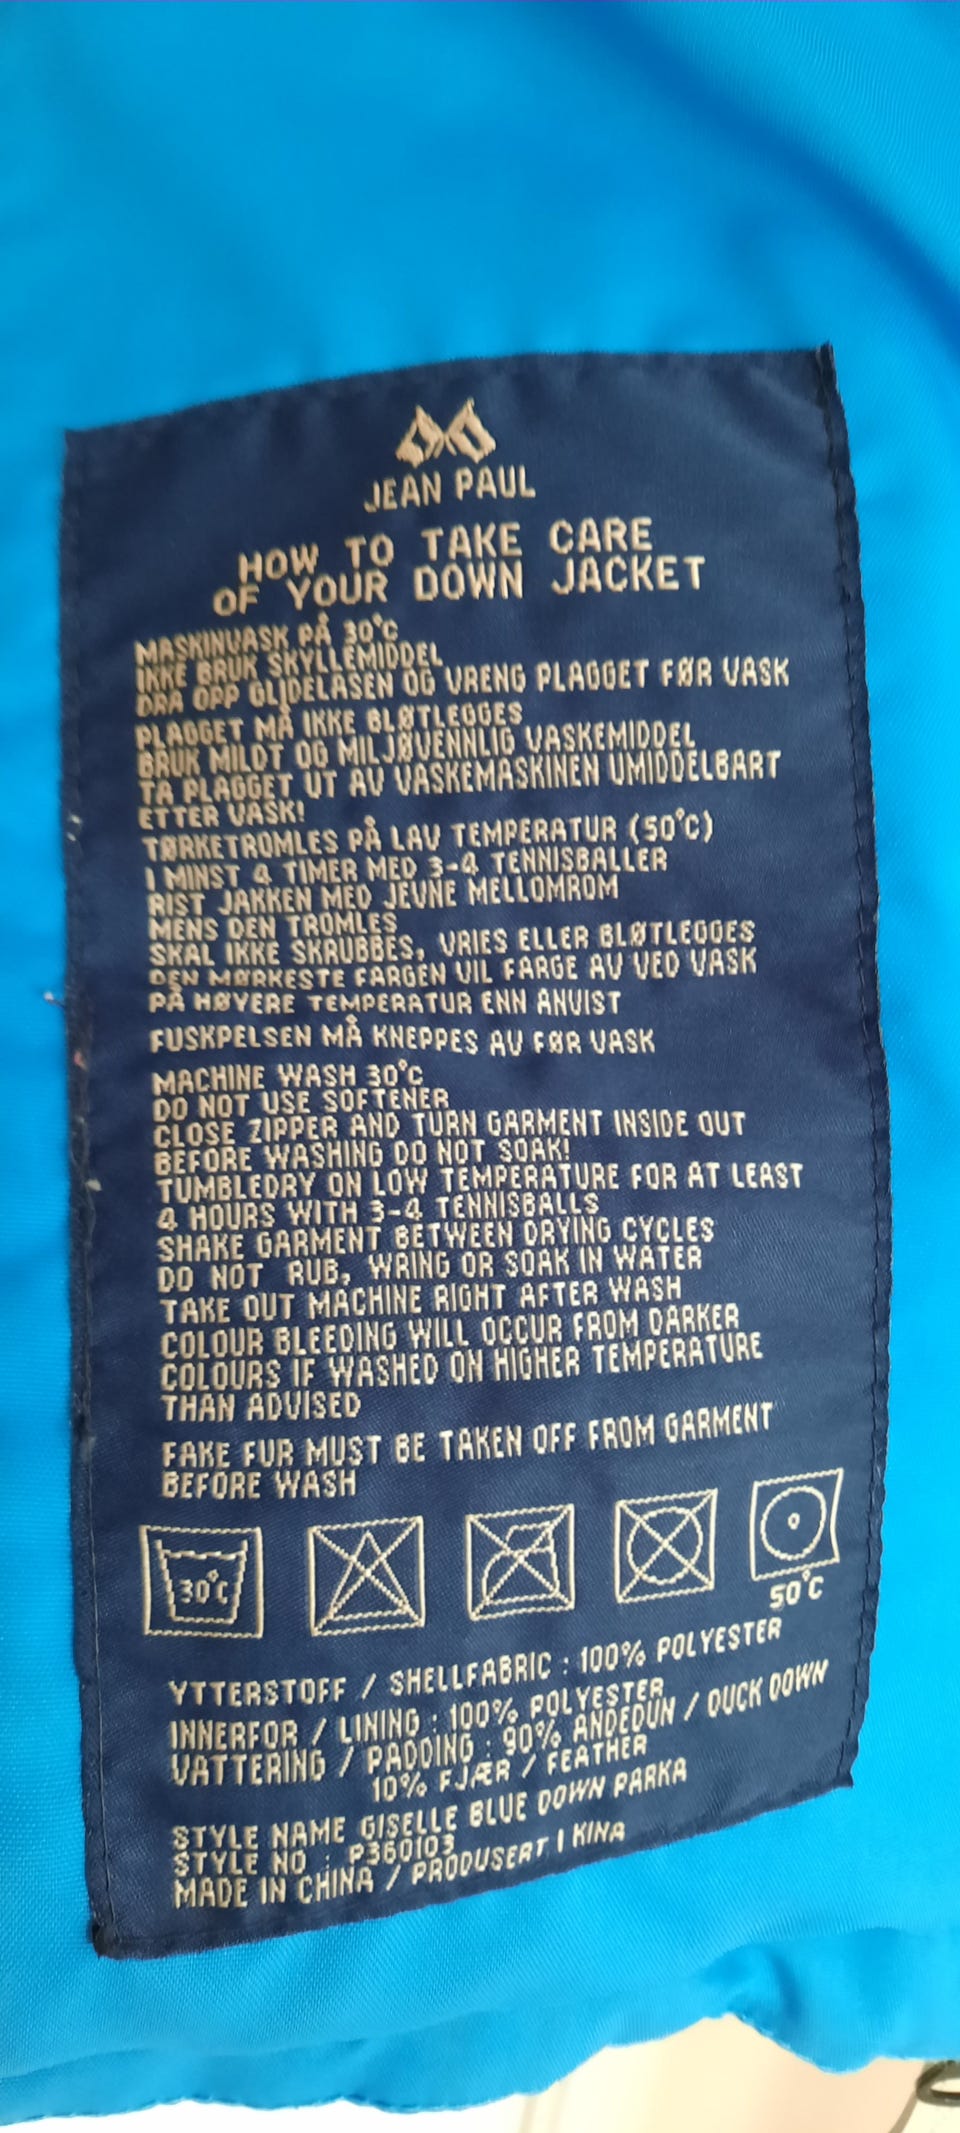 JEAN PAUL
HOW TO TAKE CARE
OF YOUR DOWN JACKET
MASKINVASK PÅ 30°C
IKKE BRUK SKYLLEMIDDEL
DRA OPP GLIDELASEN OG VRENG PLAGGET FØR VASK
PLAGGET MÅ IKKE BLØTLEGGES
BRUK MILDT OG MILJØVENNLIG VASKEMIDDEL
TA PLAGGET UT AV VASKEMASKINEN UMIDDELBART
ETTER VASK!
TØRKETROMLES PÅ LAV TEMPERATUR (50°C)
I MINST 4 TIMER MED 3-4 TENNISBALLER
RIST JAKKEN MED JEVNE MELLOMROM
MENS DEN TROMLES
SKAL IKKE SKRUBBES, VRIES ELLER BLØTLEGGES
DEN MØRKESTE FARGEN VIL FARGE AV VED VASK
PÅ HØYERE TEMPERATUR ENN ANVIST
FUSKPELSEN MÅ KNEPPES AV FØR VASK
MACHINE WASH 30°C
DO NOT USE SOFTENER
CLOSE ZIPPER AND TURN GARMENT INSIDE OUT
BEFORE WASHING DO NOT SOAK!
TUMBLEDRY ON LOW TEMPERATURE FOR AT LEAST
4 HOURS WITH 3-4 TENNISBALLS
SHAKE GARMENT BETWEEN DRYING CYCLES
DO NOT RUB, WRING OR SOAK IN WATER
TAKE OUT MACHINE RIGHT AFTER WASH
COLOUR BLEEDING WILL OCCUR FROM DARKER
COLOURS IF WASHED ON HIGHER TEMPERATURE
THAN ADVISED
FAKE FUR MUST BE TAKEN OFF FROM GARMENT
BEFORE WASH
30°C
50°C
YTTERSTOFF / SHELLFABRIC : 100% POLYESTER
INNERFOR / LINING : 100% POLYESTER
VATTERING / PADDING : 90% ANDEDUN / DUCK DOWN
10% FJÆR / FEATHER
STYLE NAME GISELLE BLUE DOWN PARKA
STYLE NO : P360103
MADE IN CHINA / PRODUSERT I KINA